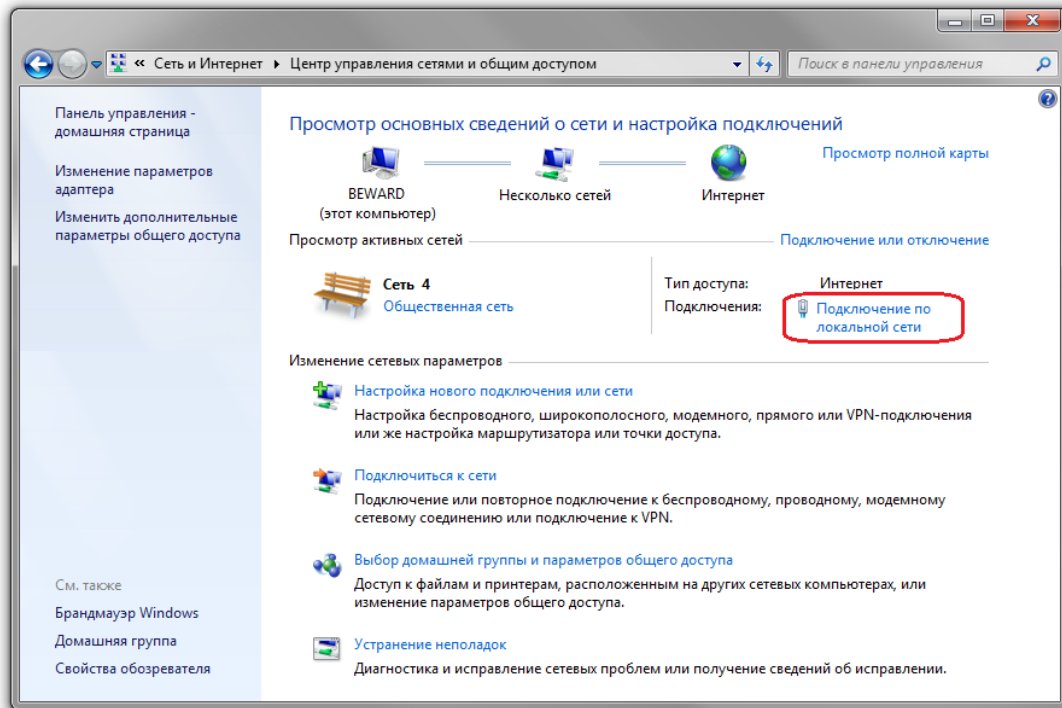 « Сеть и Интернет ▸ Центр управления сетями и общим доступом
Поиск в панели управления
Панель управления -
домашняя страница
Изменение параметров
адаптера
Изменить дополнительные
параметры общего доступа
Просмотр основных сведений о сети и настройка подключений
Просмотр полной карты
BEWARD
(этот компьютер)
Несколько сетей
Интернет
Просмотр активных сетей
Подключение или отключение
Сеть 4
Общественная сеть
Тип доступа: Интернет
Подключения: Подключение по
локальной сети
Изменение сетевых параметров
Настройка нового подключения или сети
Настройка беспроводного, широкополосного, модемного, прямого или VPN-подключения
или же настройка маршрутизатора или точки доступа.
Подключиться к сети
Подключение или повторное подключение к беспроводному, проводному, модемному
сетевому соединению или подключение к VPN.
Выбор домашней группы и параметров общего доступа
Доступ к файлам и принтерам, расположенным на других сетевых компьютерах, или
изменение параметров общего доступа.
Устранение неполадок
Диагностика и исправление сетевых проблем или получение сведений об исправлении.
См. также
Брандмауэр Windows
Домашняя группа
Свойства обозревателя